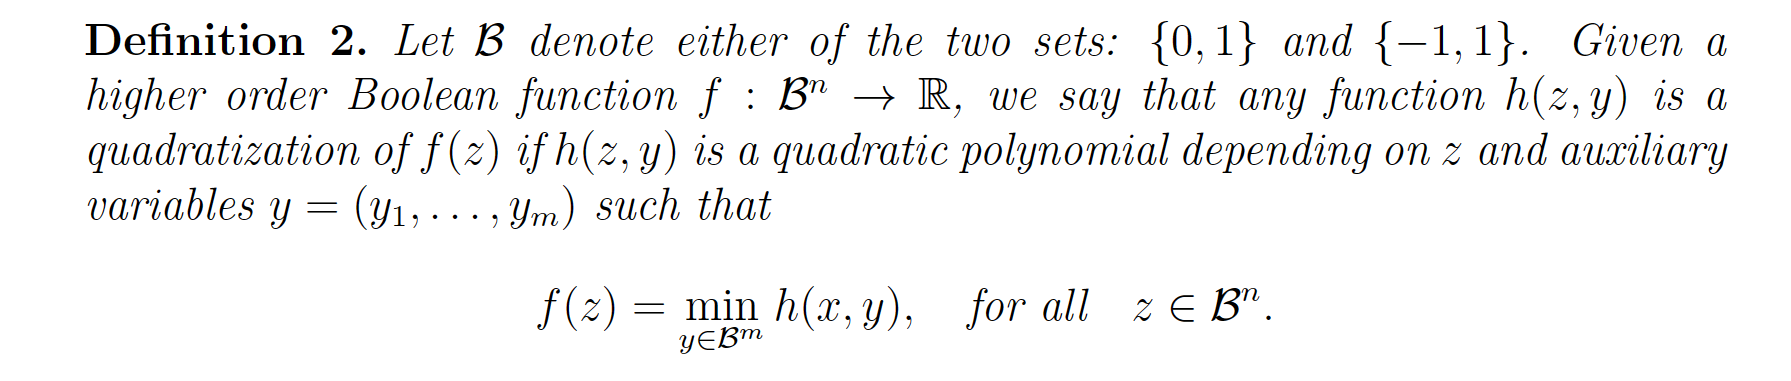 Definition 2. Let ℬ denote either of the two sets: {0, 1} and {−1, 1}. Given a
higher order Boolean function f : ℬⁿ → ℝ, we say that any function h(z, y) is a
quadratization of f(z) if h(z, y) is a quadratic polynomial depending on z and auxiliary
variables y = (y₁, . . . , yₘ) such that
f(z) = min_{y∈ℬᵐ} h(x, y), for all z ∈ ℬⁿ.